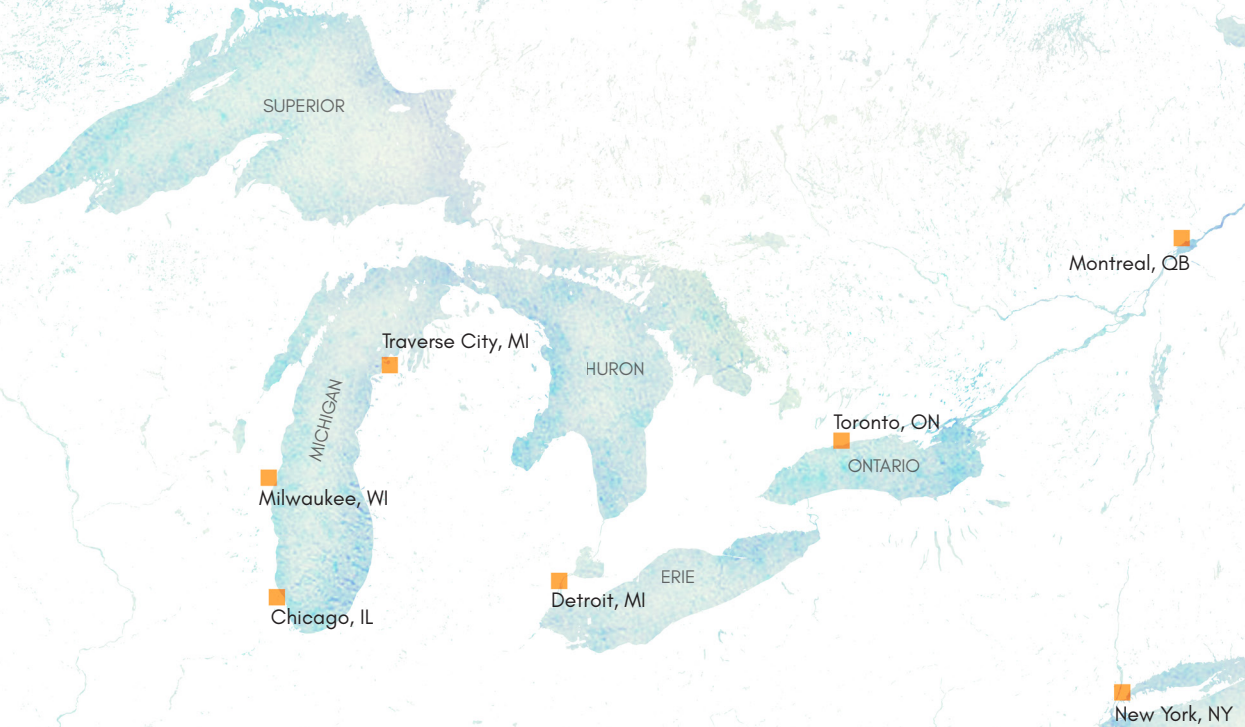 SUPERIOR
Montreal, QB
Traverse City, MI
HURON
MICHIGAN
Toronto, ON
ONTARIO
Milwaukee, WI
ERIE
Detroit, MI
Chicago, IL
New York, NY